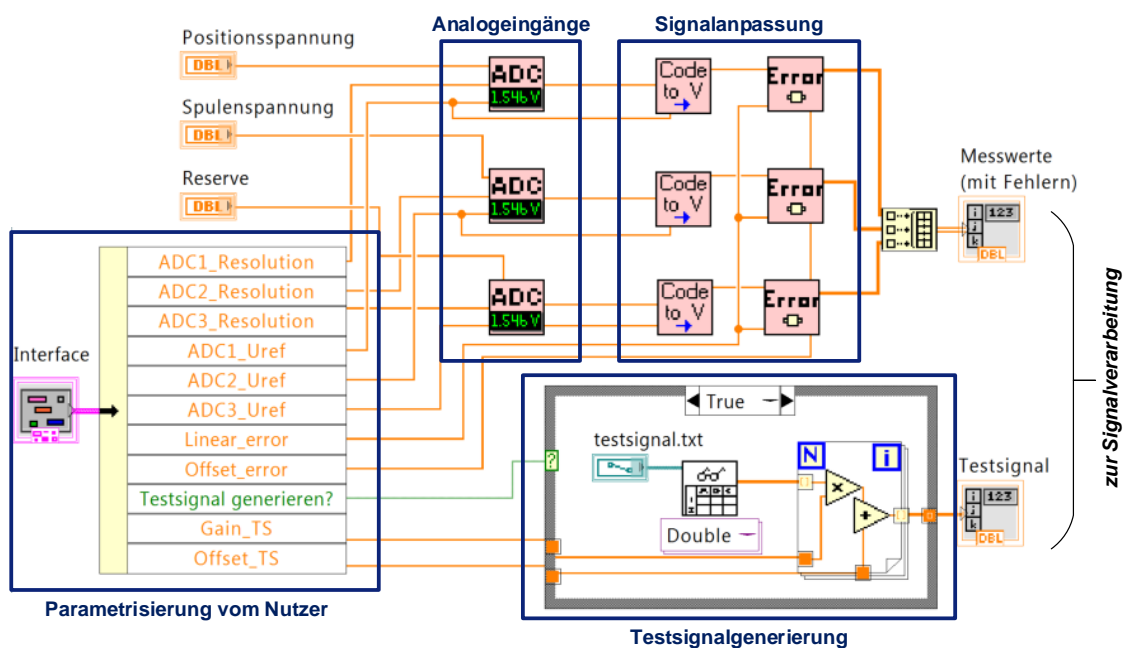 Analogeingänge
Signalanpassung
Positionsspannung
DBL
Spulenspannung
DBL
Reserve
DBL
ADC
1.546 V
ADC
1.546 V
ADC
1.546 V
Code
to V
Code
to V
Code
to V
Error
Error
Error
Messwerte
(mit Fehlern)
i
j
k
123
DBL
Interface
ADC1_Resolution
ADC2_Resolution
ADC3_Resolution
ADC1_Uref
ADC2_Uref
ADC3_Uref
Linear_error
Offset_error
Testsignal generieren?
Gain_TS
Offset_TS
Parametrisierung vom Nutzer
True
?
testsignal.txt
Double
N
i
×
+
Testsignal
i
j
k
123
DBL
Testsignalgenerierung
zur Signalverarbeitung